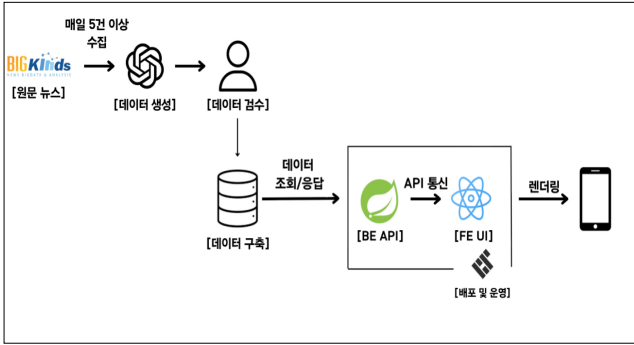 매일 5건 이상
수집
BIGKinds
NEWS BIGDATA & ANALYSIS
[원문 뉴스]
[데이터 생성]
[데이터 검수]
데이터
조회/응답
API 통신
렌더링
[데이터 구축]
[BE API]
[FE UI]
[배포 및 운영]